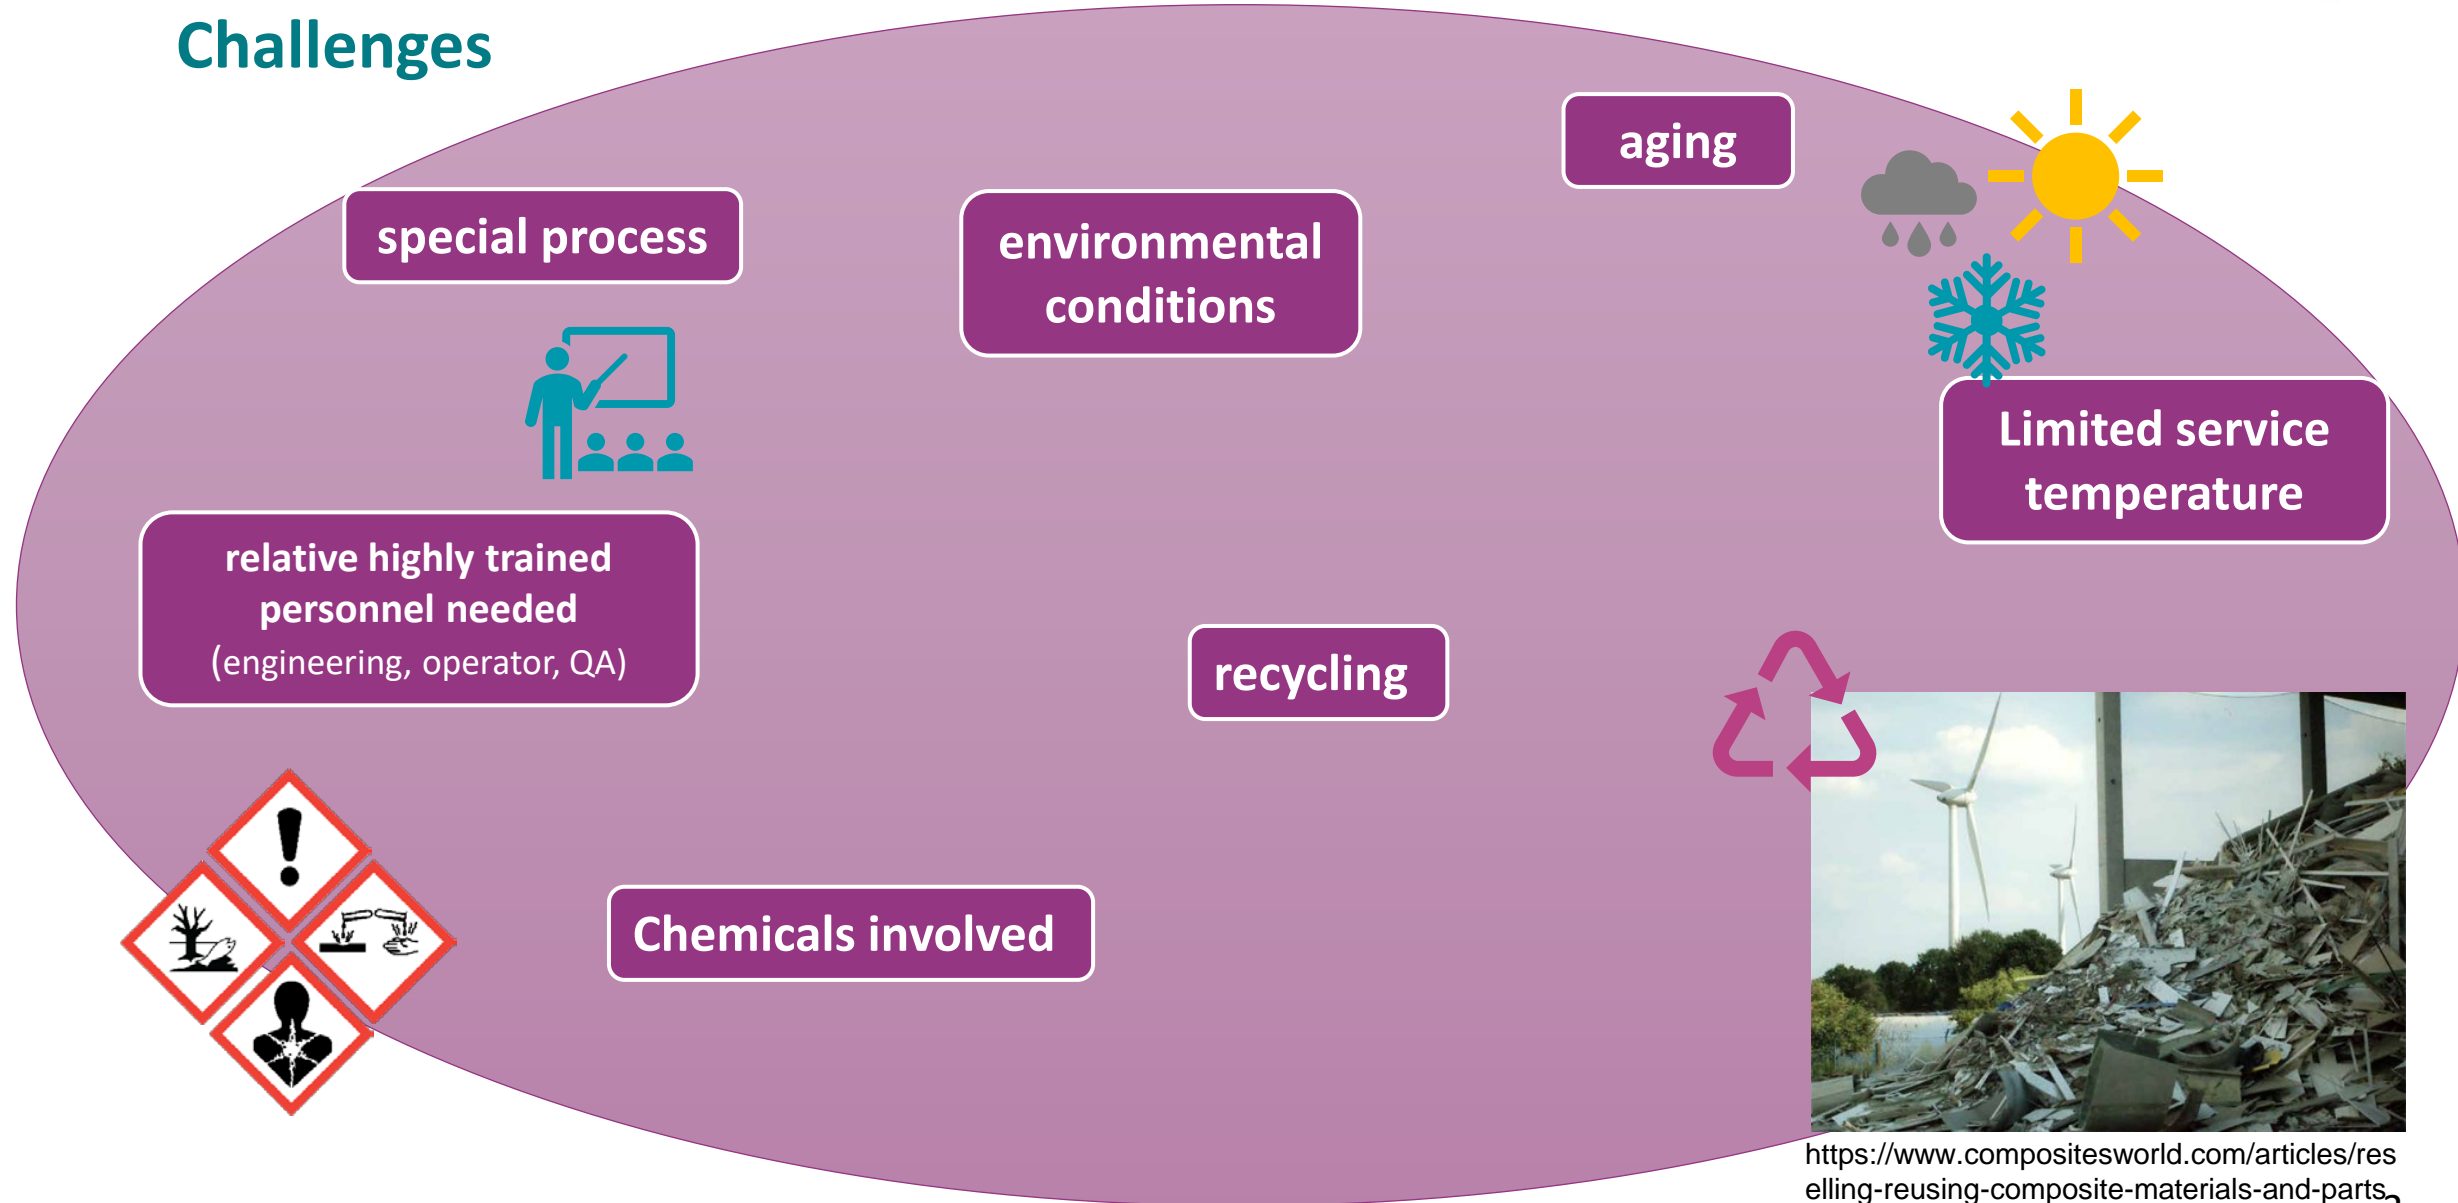 Challenges
aging
special process
environmental
conditions
Limited service
temperature
relative highly trained
personnel needed
(engineering, operator, QA)
recycling
Chemicals involved
https://www.compositesworld.com/articles/res
elling-reusing-composite-materials-and-parts